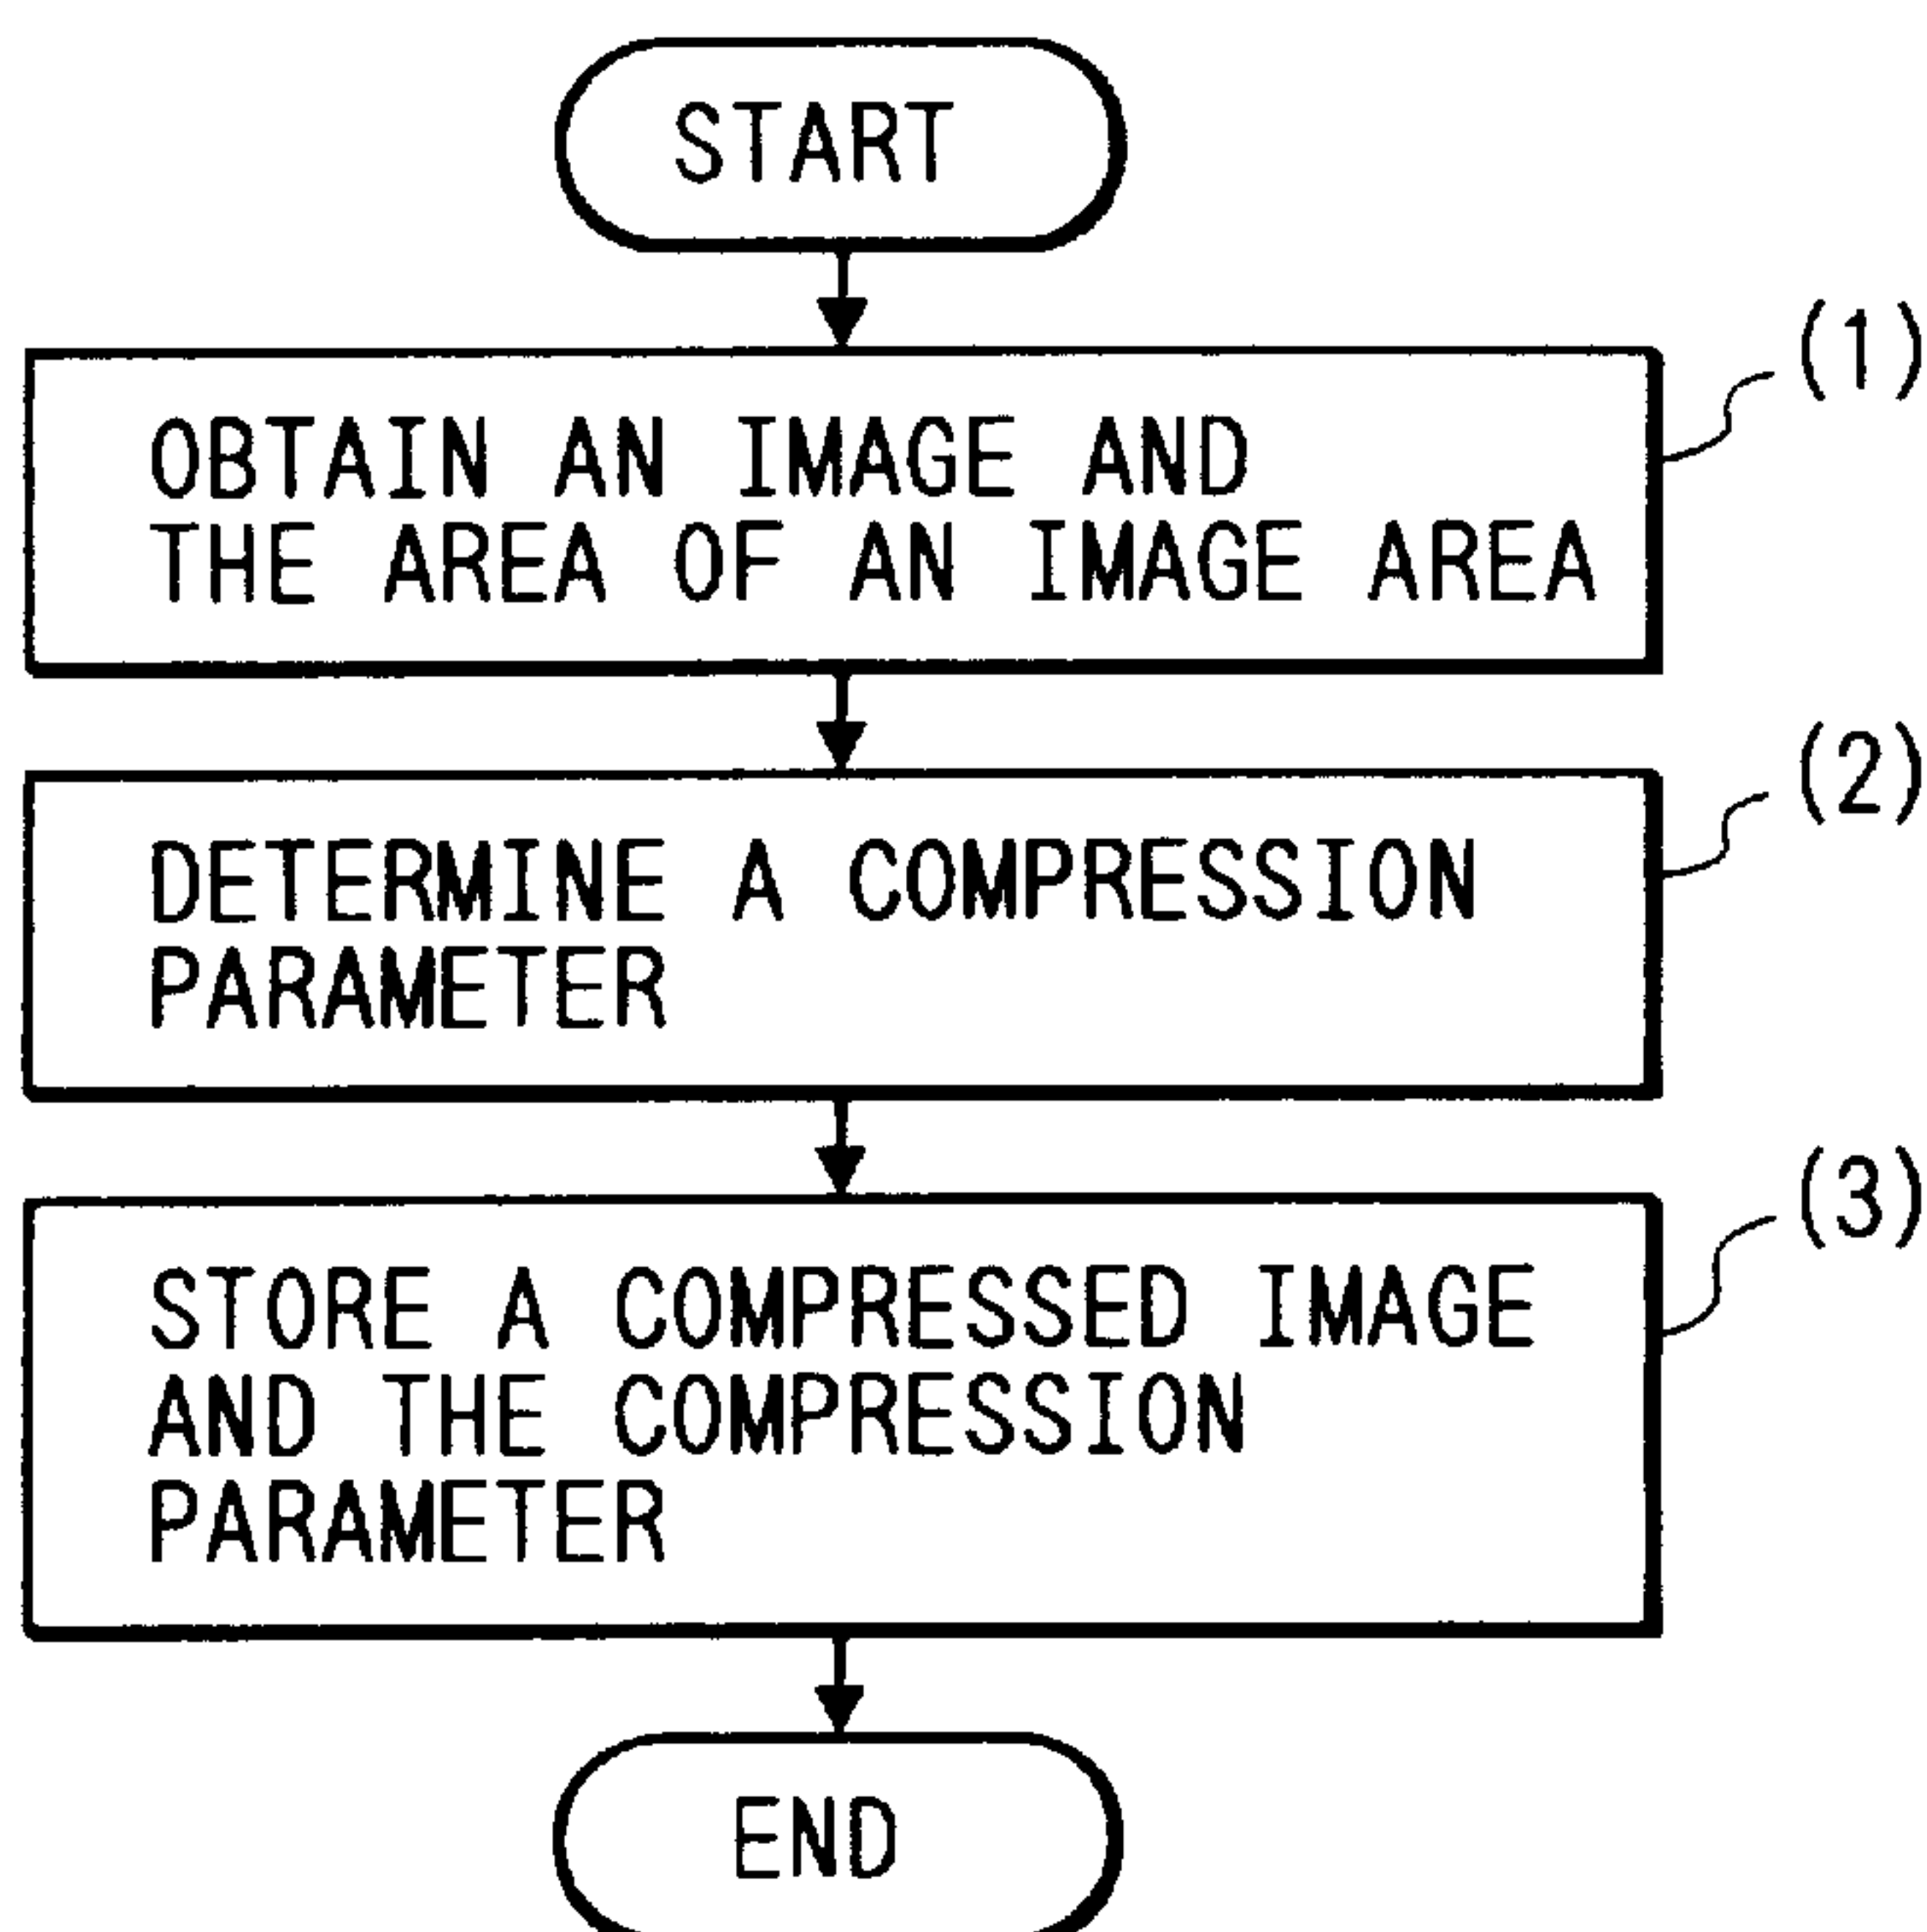 START
(1)
OBTAIN AN IMAGE AND
THE AREA OF AN IMAGE AREA
(2)
DETERMINE A COMPRESSION
PARAMETER
(3)
STORE A COMPRESSED IMAGE
AND THE COMPRESSION
PARAMETER
END